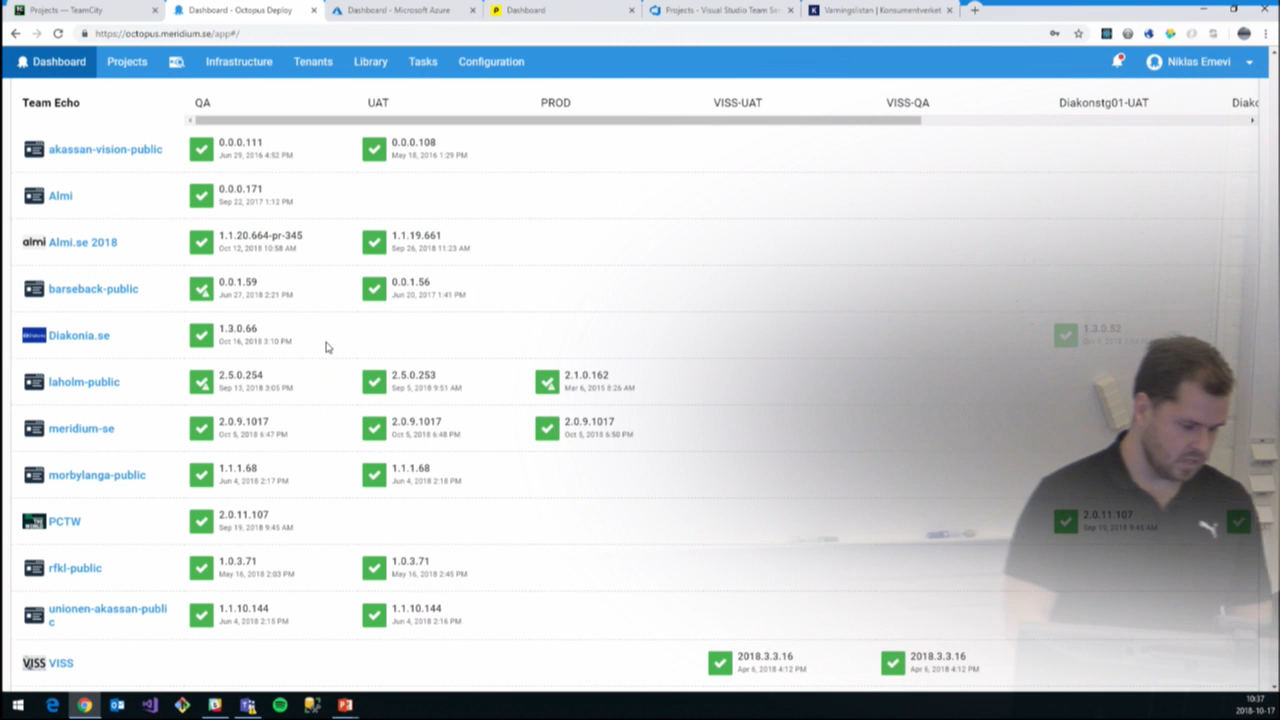 Projects — TeamCity
Dashboard - Octopus Deploy
Dashboard - Microsoft Azure
Dashboard
Projects - Visual Studio Team Se
Varningslistan | Konsumentverket
https://octopus.meridium.se/app#/
Dashboard Projects Infrastructure Tenants Library Tasks Configuration Niklas Emevi
Team Echo QA UAT PROD VISS-UAT VISS-QA Diakonstg01-UAT Diako
akassan-vision-public 0.0.0.111 0.0.0.108
Jun 29, 2016 4:52 PM May 18, 2016 1:29 PM
Almi 0.0.0.171
Sep 22, 2017 1:12 PM
almi Almi.se 2018 1.1.20.664-pr-345 1.1.19.661
Oct 12, 2018 10:58 AM Sep 26, 2018 11:23 AM
barseback-public 0.0.1.59 0.0.1.56
Jun 27, 2018 2:21 PM Jun 20, 2017 1:41 PM
Diakonia.se 1.3.0.66 1.3.0.52
Oct 16, 2018 3:10 PM
laholm-public 2.5.0.254 2.5.0.253 2.1.0.162
Sep 13, 2018 3:05 PM Sep 5, 2018 9:51 AM Mar 6, 2015 8:26 AM
meridium-se 2.0.9.1017 2.0.9.1017 2.0.9.1017
Oct 5, 2018 6:47 PM Oct 5, 2018 6:48 PM Oct 5, 2018 6:50 PM
morbylanga-public 1.1.1.68 1.1.1.68
Jun 4, 2018 2:17 PM Jun 4, 2018 2:18 PM
PCTW 2.0.11.107 2.0.11.107
Sep 19, 2018 9:45 AM Sep 19, 2018 9:45 AM
rfkl-public 1.0.3.71 1.0.3.71
May 16, 2018 2:03 PM May 16, 2018 2:45 PM
unionen-akassan-publi 1.1.10.144 1.1.10.144
c Jun 4, 2018 2:15 PM Jun 4, 2018 2:16 PM
VISS VISS 2018.3.3.16 2018.3.3.16
Apr 6, 2018 4:12 PM Apr 6, 2018 4:12 PM
10:37
2018-10-17